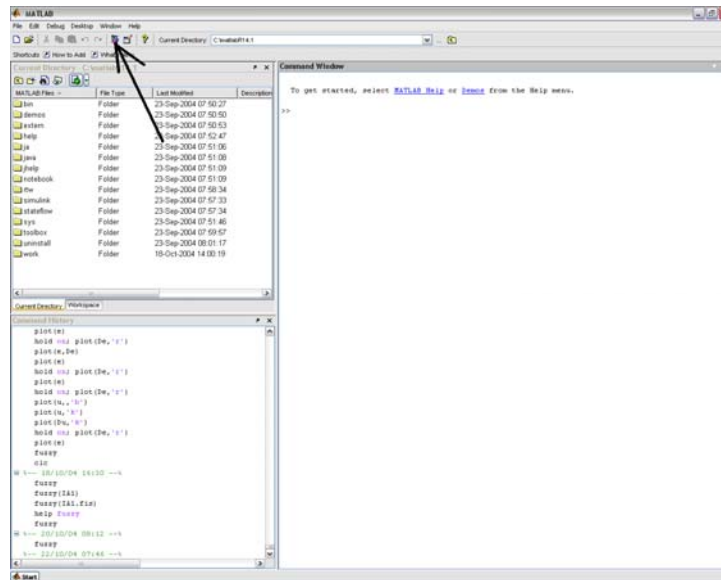 MATLAB
File Edit Debug Desktop Window Help
Current Directory: C:\matlabR14.1
Shortcuts How to Add What's
Current Directory
MATLAB Files File Type Last Modified Description
bin Folder 23-Sep-2004 07:50:27
demos Folder 23-Sep-2004 07:50:50
extern Folder 23-Sep-2004 07:50:53
help Folder 23-Sep-2004 07:52:47
ja Folder 23-Sep-2004 07:51:06
java Folder 23-Sep-2004 07:51:08
jhelp Folder 23-Sep-2004 07:51:09
notebook Folder 23-Sep-2004 07:51:09
rtw Folder 23-Sep-2004 07:58:34
simulink Folder 23-Sep-2004 07:57:33
stateflow Folder 23-Sep-2004 07:57:34
sys Folder 23-Sep-2004 07:51:46
toolbox Folder 23-Sep-2004 07:59:57
uninstall Folder 23-Sep-2004 08:01:17
work Folder 16-Oct-2004 14:00:19
Current Directory Workspace
Command History
plot(e)
hold on; plot(De,'r')
plot(e,De)
plot(e)
hold on; plot(De,'r')
plot(e)
hold on; plot(De,'r')
plot(u,,'k')
plot(u,'k')
plot(Du,'k')
hold on; plot(De,'r')
plot(e)
fuzzy
clc
%-- 18/10/04 --%
fuzzy
fuzzy(IA1)
fuzzy(IA1.fis)
help fuzzy
fuzzy
%-- 20/10/04 08:12 --%
fuzzy
%-- 22/10/04 07:46 --%
Start
Command Window
To get started, select MATLAB Help or Demos from the Help menu.
>>